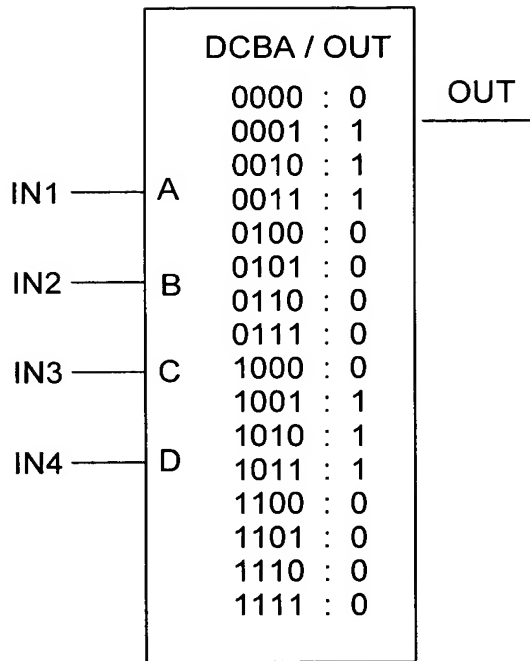 DCBA / OUT
0000 : 0
OUT
0001 : 1
0010 : 1
IN1
A
0011 : 1
0100 : 0
0101 : 0
IN2
B
0110 : 0
0111 : 0
IN3
C
1000 : 0
1001 : 1
1010 : 1
IN4
D
1011 : 1
1100 : 0
1101 : 0
1110 : 0
1111 : 0